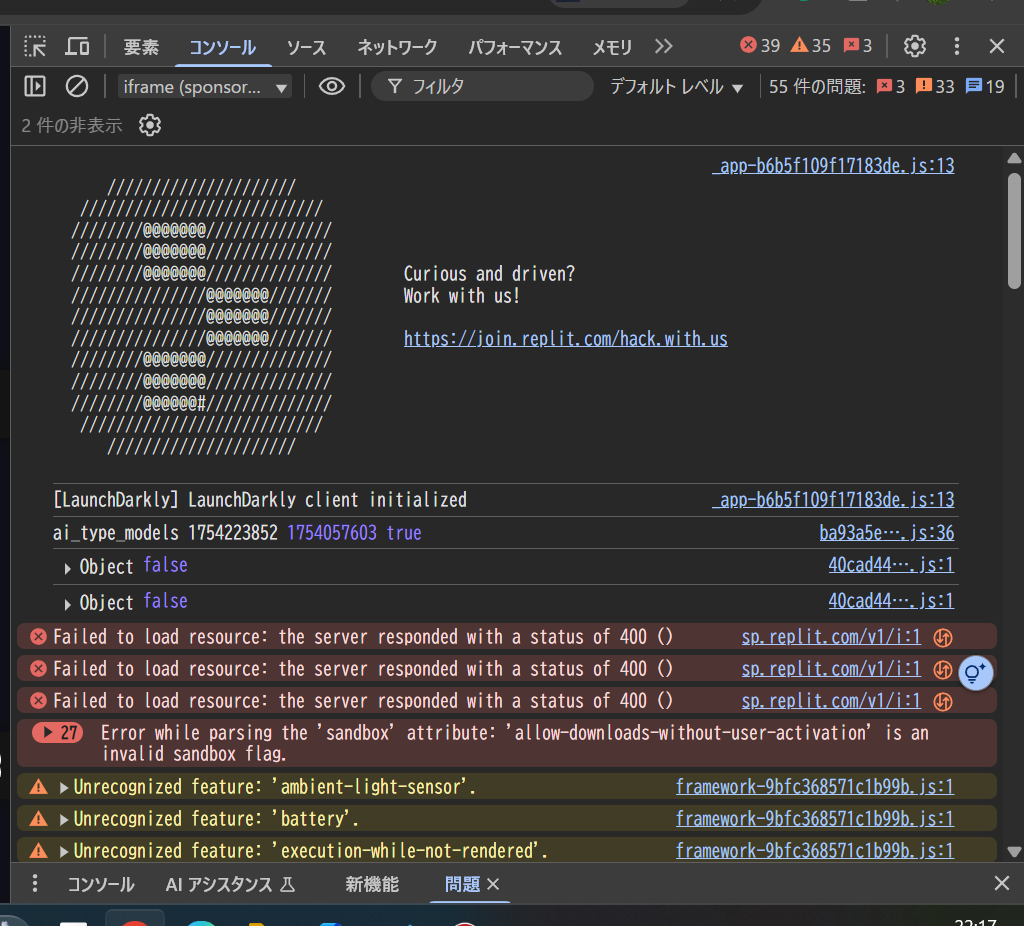 要素 コンソール ソース ネットワーク パフォーマンス メモリ 39 35 3
iframe (sponsor... フィルタ デフォルト レベル 55 件の問題: 3 33 19
2 件の非表示
_app-b6b5f109f17183de.js:13
/////////////////////
///////////////////////////
////////@@@@@@@//////////////
////////@@@@@@@//////////////
////////@@@@@@@////////////// Curious and driven?
///////////////@@@@@@@/////// Work with us!
///////////////@@@@@@@///////
///////////////@@@@@@@/////// https://join.replit.com/hack.with.us
////////@@@@@@@//////////////
////////@@@@@@@//////////////
////////@@@@@@#//////////////
///////////////////////////
/////////////////////
[LaunchDarkly] LaunchDarkly client initialized _app-b6b5f109f17183de.js:13
ai_type_models 1754223852 1754057603 true ba93a5e….js:36
Object false 40cad44….js:1
Object false 40cad44….js:1
Failed to load resource: the server responded with a status of 400 () sp.replit.com/v1/i:1
Failed to load resource: the server responded with a status of 400 () sp.replit.com/v1/i:1
Failed to load resource: the server responded with a status of 400 () sp.replit.com/v1/i:1
27 Error while parsing the 'sandbox' attribute: 'allow-downloads-without-user-activation' is an
invalid sandbox flag.
Unrecognized feature: 'ambient-light-sensor'. framework-9bfc368571c1b99b.js:1
Unrecognized feature: 'battery'. framework-9bfc368571c1b99b.js:1
Unrecognized feature: 'execution-while-not-rendered'. framework-9bfc368571c1b99b.js:1
コンソール AI アシスタンス 新機能 問題